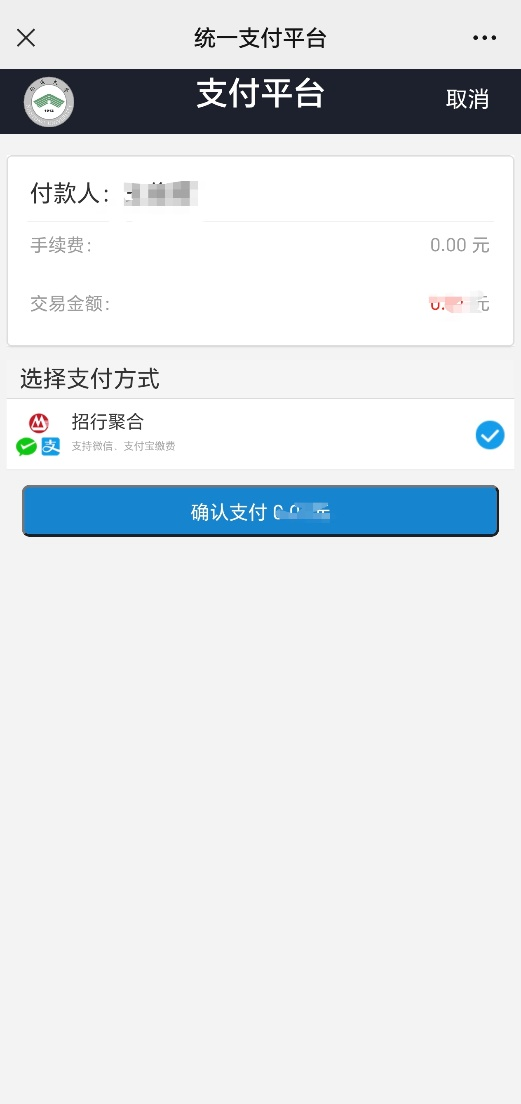 统一支付平台
支付平台
取消
付款人：
手续费：
0.00 元
交易金额：
元
选择支付方式
招行聚合
支持微信、支付宝缴费
支
确认支付